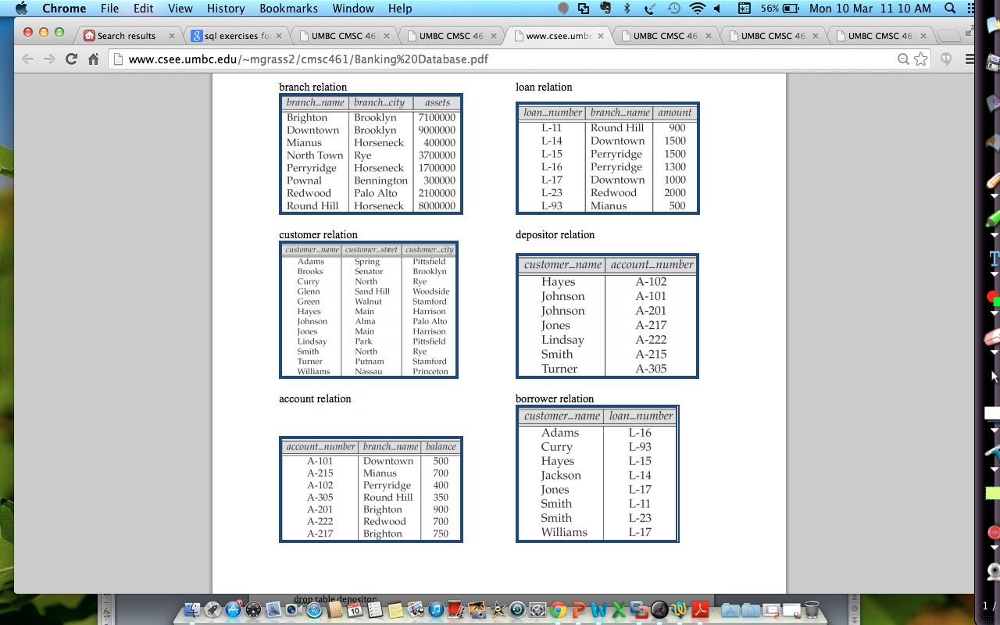 Chrome File Edit View History Bookmarks Window Help 56% Mon 10 Mar 11 10 AM
Search results sql exercises fo UMBC CMSC 46 UMBC CMSC 46 www.csee.umbc UMBC CMSC 46 UMBC CMSC 46 UMBC CMSC 46
www.csee.umbc.edu/~mgrass2/cmsc461/Banking%20Database.pdf
branch relation
branch_name branch_city assets
Brighton Brooklyn 7100000
Downtown Brooklyn 9000000
Mianus Horseneck 400000
North Town Rye 3700000
Perryridge Horseneck 1700000
Pownal Bennington 300000
Redwood Palo Alto 2100000
Round Hill Horseneck 8000000
loan relation
loan_number branch_name amount
L-11 Round Hill 900
L-14 Downtown 1500
L-15 Perryridge 1500
L-16 Perryridge 1300
L-17 Downtown 1000
L-23 Redwood 2000
L-93 Mianus 500
customer relation
customer_name customer_street customer_city
Adams Spring Pittsfield
Brooks Senator Brooklyn
Curry North Rye
Glenn Sand Hill Woodside
Green Walnut Stamford
Hayes Main Harrison
Johnson Alma Palo Alto
Jones Main Harrison
Lindsay Park Pittsfield
Smith North Rye
Turner Putnam Stamford
Williams Nassau Princeton
depositor relation
customer_name account_number
Hayes A-102
Johnson A-101
Johnson A-201
Jones A-217
Lindsay A-222
Smith A-215
Turner A-305
account relation
account_number branch_name balance
A-101 Downtown 500
A-215 Mianus 700
A-102 Perryridge 400
A-305 Round Hill 350
A-201 Brighton 900
A-222 Redwood 700
A-217 Brighton 750
borrower relation
customer_name loan_number
Adams L-16
Curry L-93
Hayes L-15
Jackson L-14
Jones L-17
Smith L-11
Smith L-23
Williams L-17
drop table depositor;
1 /